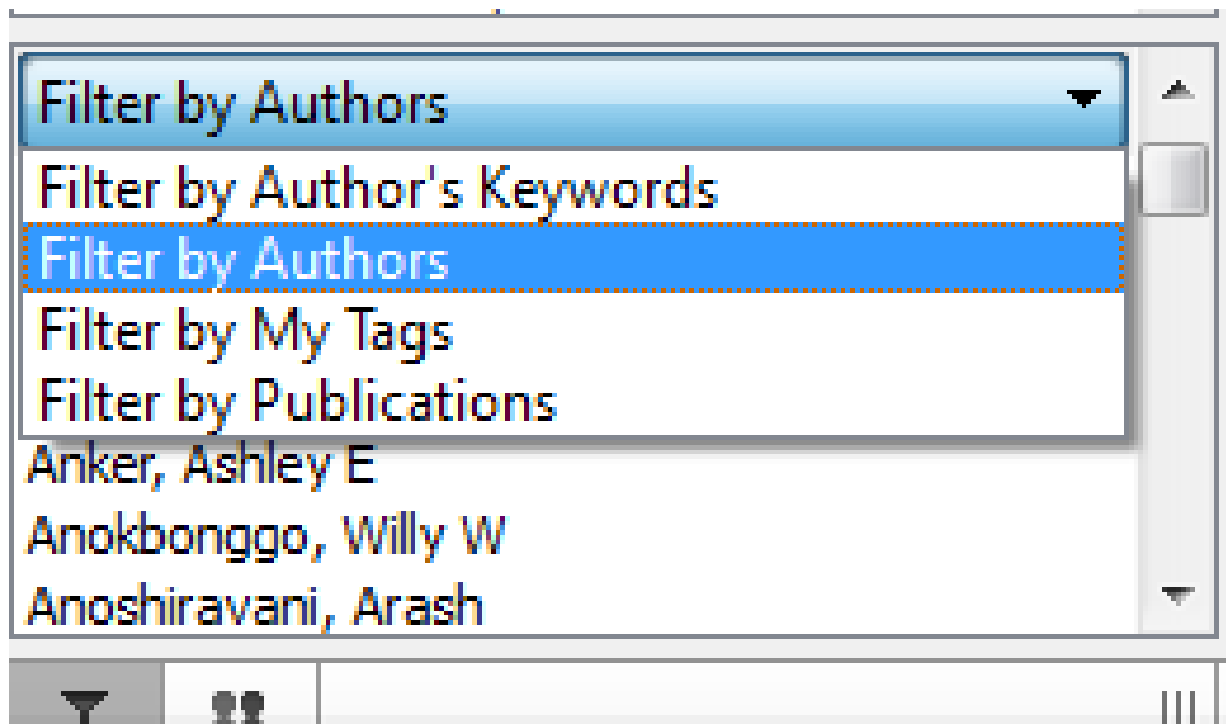 Filter by Authors
Filter by Author's Keywords
Filter by Authors
Filter by My Tags
Filter by Publications
Anker, Ashley E
Anokbonggo, Willy W
Anoshiravani, Arash